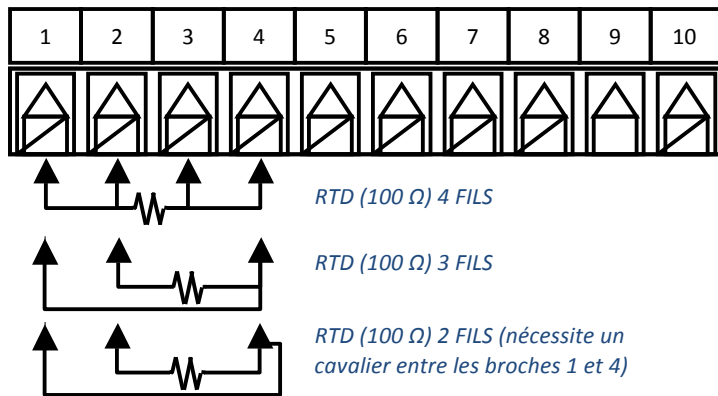 1 2 3 4 5 6 7 8 9 10
RTD (100 Ω) 4 FILS
RTD (100 Ω) 3 FILS
RTD (100 Ω) 2 FILS (nécessite un
cavalier entre les broches 1 et 4)